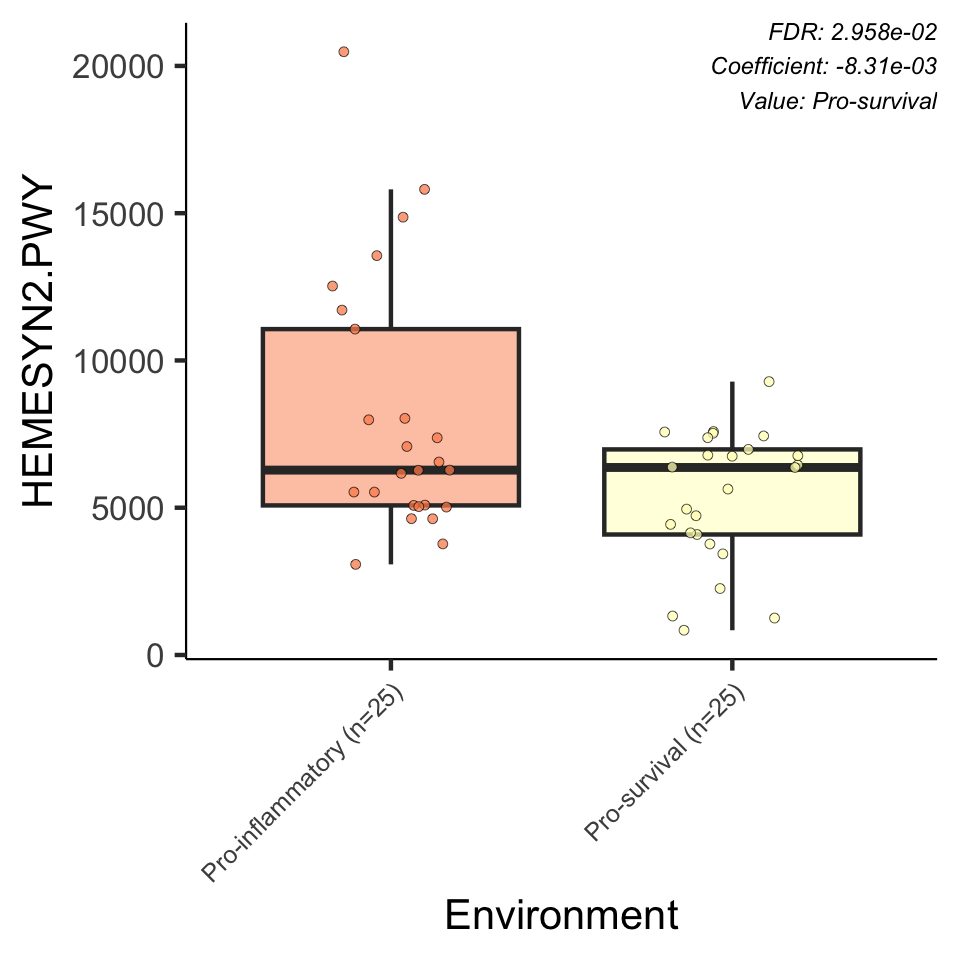 FDR: 2.958e-02
Coefficient: -8.31e-03
Value: Pro-survival
HEMESYN2.PWY
20000
15000
10000
5000
0
Pro-inflammatory (n=25)
Pro-survival (n=25)
Environment